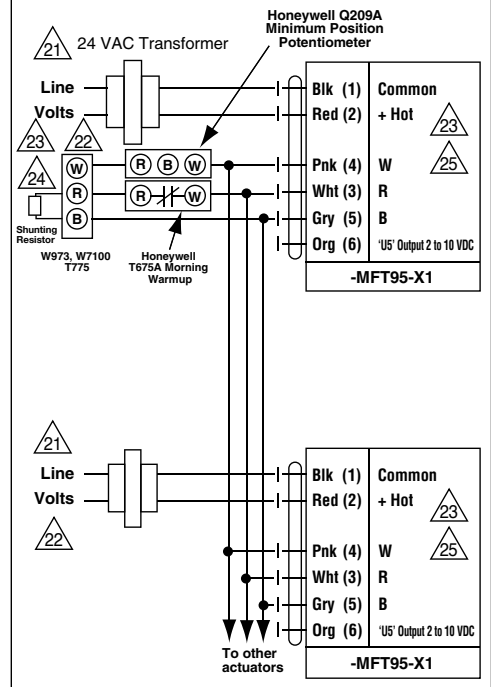 Honeywell Q209A
Minimum Position
Potentiometer
21 24 VAC Transformer
Line
Volts
Blk (1) Common
Red (2) + Hot
23
23 22
Pnk (4) W
25
W
R B W
24
R
R W
Wht (3) R
B
Gry (5) B
Shunting
Resistor
Org (6) 'U5' Output 2 to 10 VDC
W973, W7100
T775
Honeywell
T675A Morning
Warmup
-MFT95-X1
21
Line
Volts
22
Blk (1) Common
Red (2) + Hot
23
Pnk (4) W
25
Wht (3) R
Gry (5) B
Org (6) 'U5' Output 2 to 10 VDC
To other
actuators
-MFT95-X1